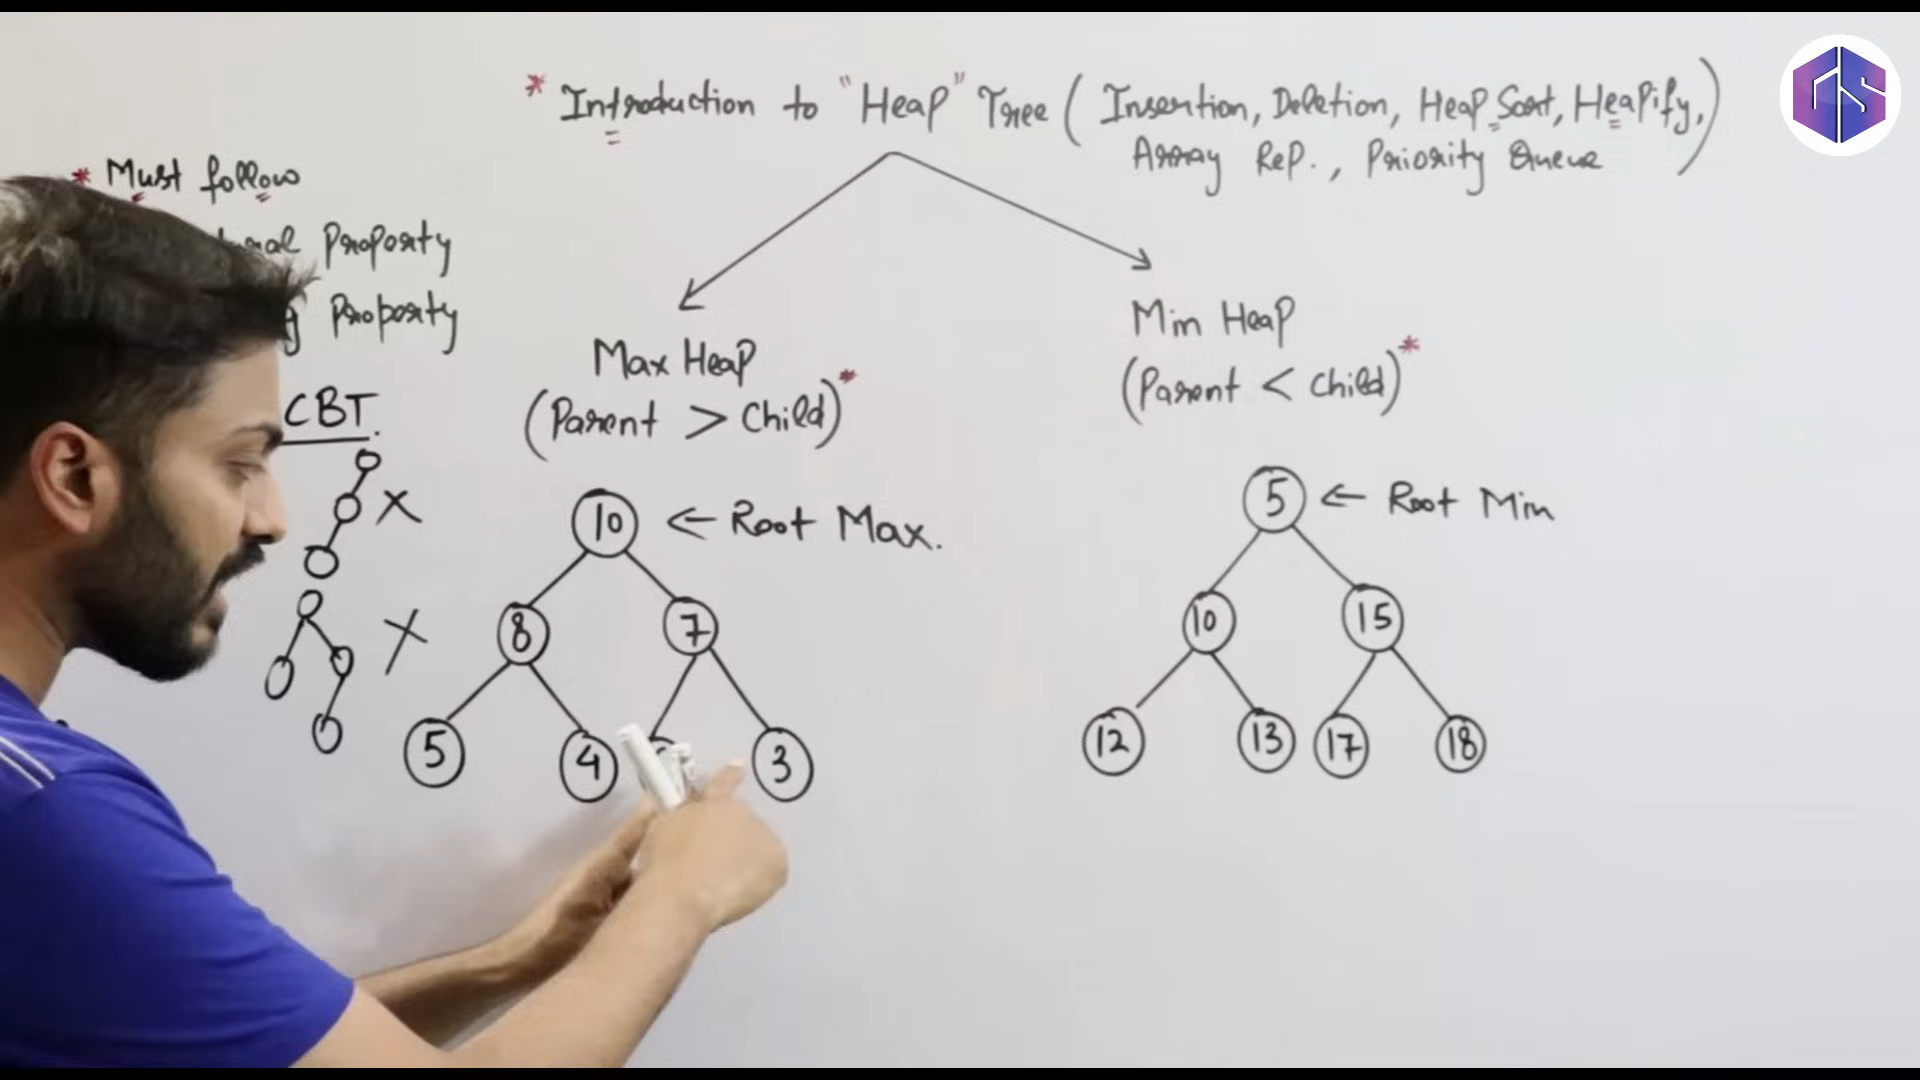 * Introduction to "Heap" Tree ( Insertion, Deletion, Heap Sort, Heapify,
Array Rep., Priority Queue )
* Must follow
Property
Property
CBT.
X
X
Max Heap
(Parent > Child)*
10 ← Root Max.
8 7
5 4 3
Min Heap
(Parent < Child)*
5 ← Root Min
10 15
12 13 17 18
GS